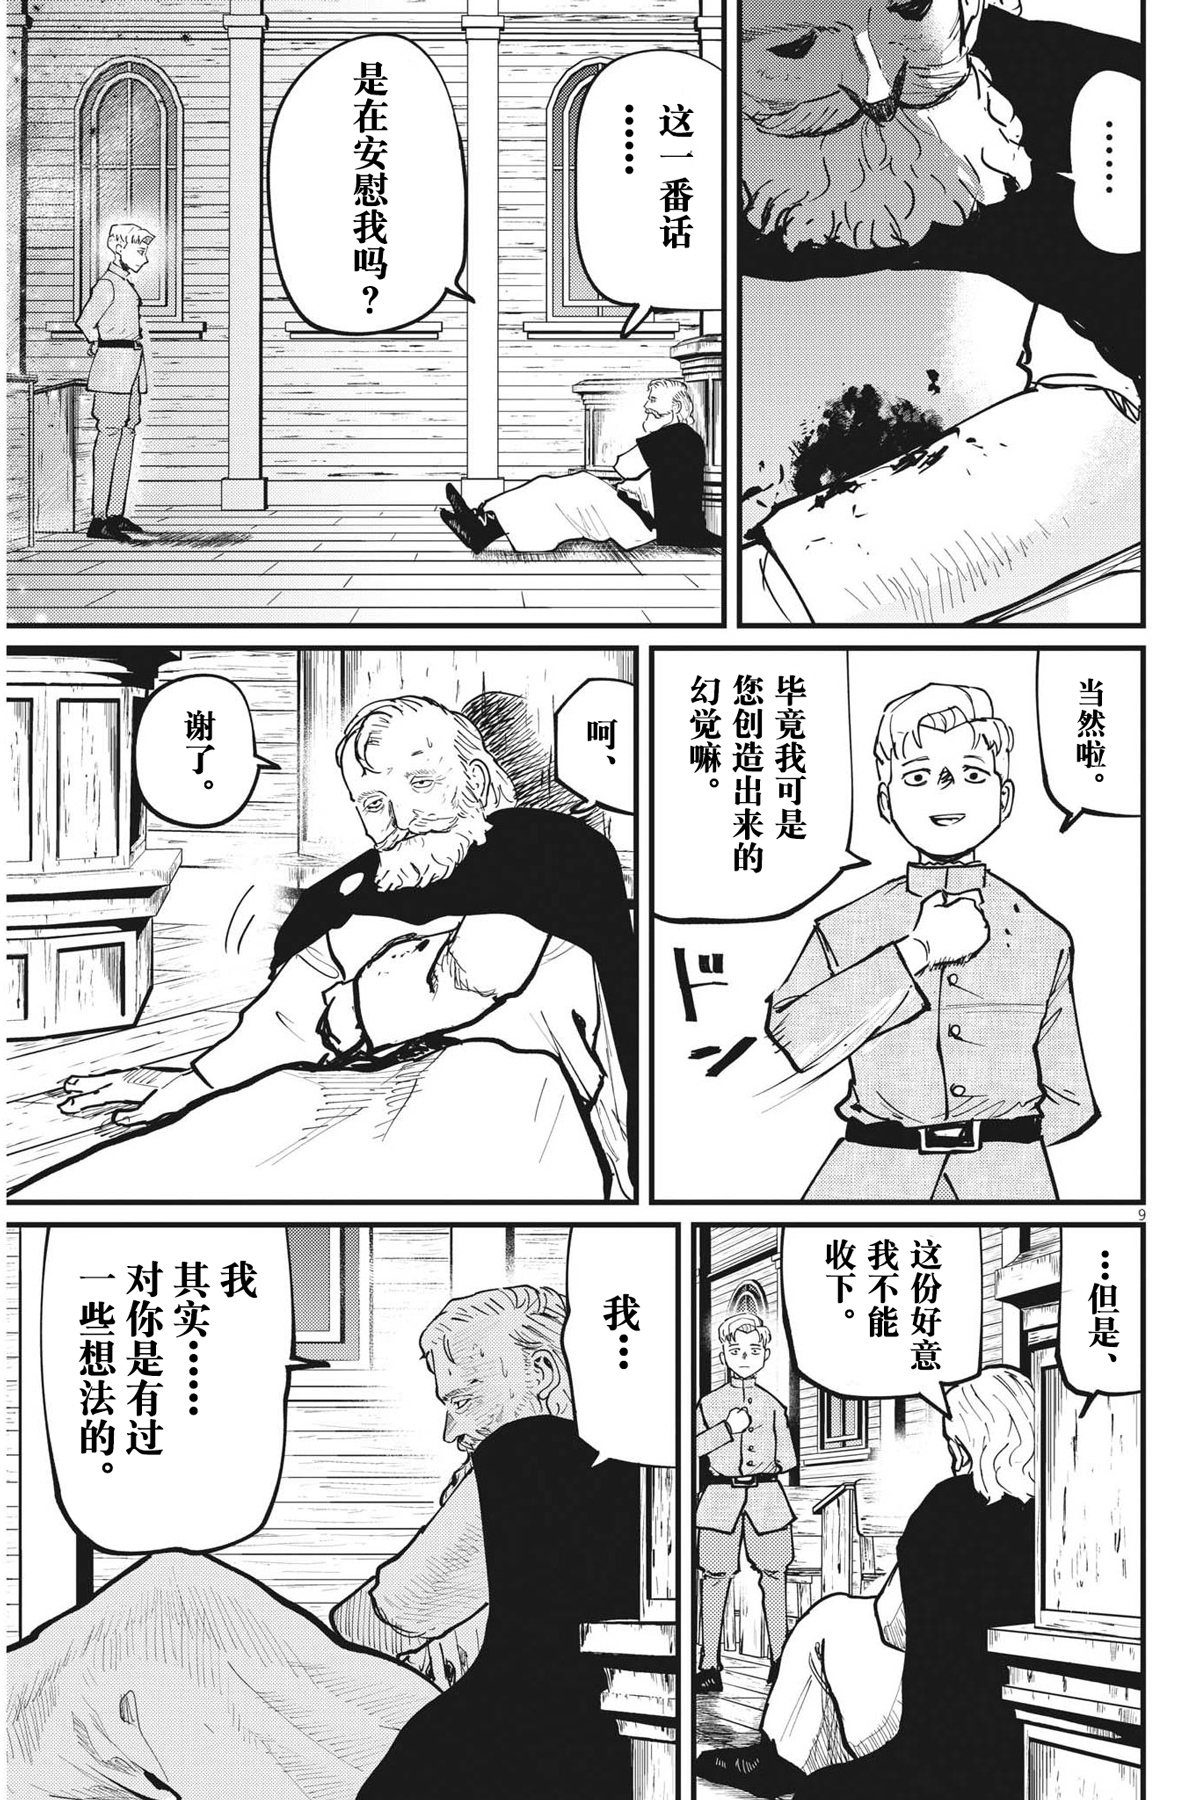 ……
这一番话
……
是在安慰我吗？
当然啦。
毕竟我可是
您创造出来的
幻觉嘛。
ドン
呵、
谢了。
9
…但是、
这份好意
我不能
收下。
我…
我
其实……
对你是有过
一些想法的。